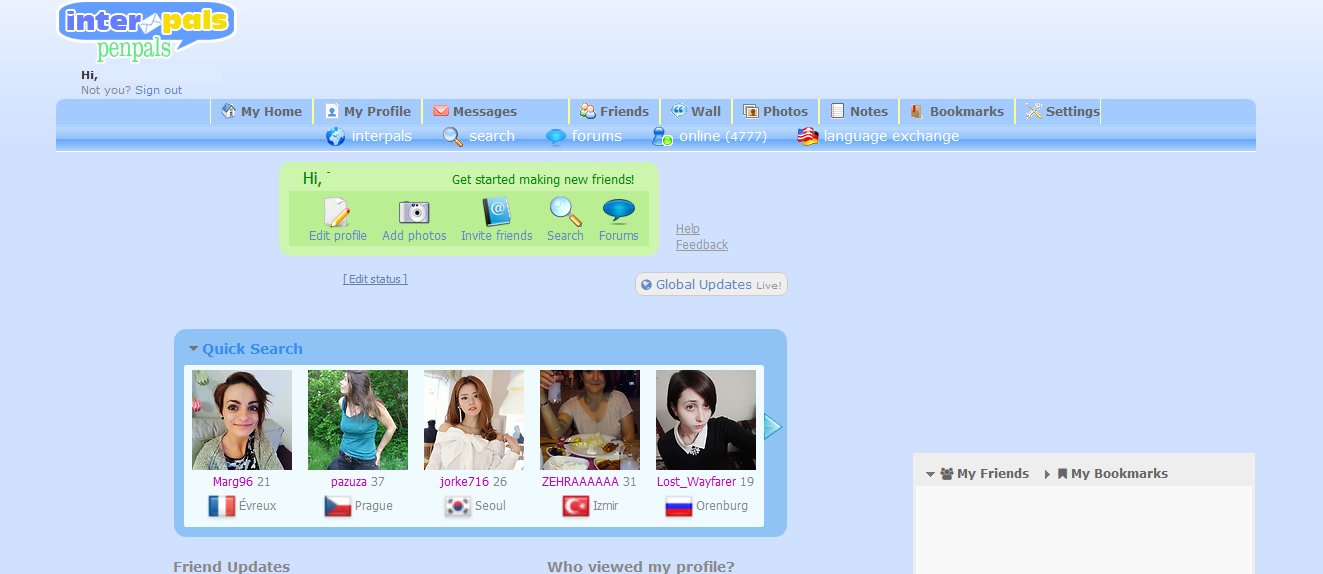 inter pals
penpals
Hi,
Not you? Sign out
My Home My Profile Messages Friends Wall Photos Notes Bookmarks Settings
interpals search forums online (4777) language exchange
Hi, Get started making new friends!
Edit profile Add photos Invite friends Search Forums
Help
Feedback
[ Edit status ]
Global Updates Live!
Quick Search
Marg96 21 pazuza 37 jorke716 26 ZEHRAAAAAA 31 Lost_Wayfarer 19
Évreux Prague Seoul Izmir Orenburg
My Friends My Bookmarks
Friend Updates Who viewed my profile?